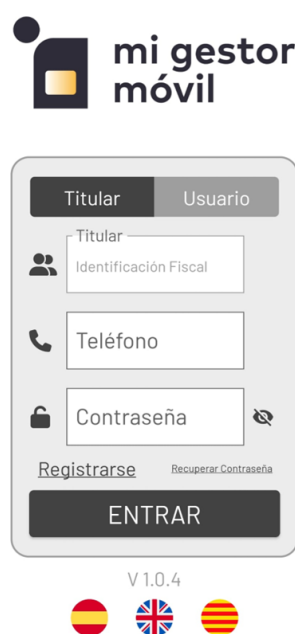 mi gestor
móvil
Titular Usuario
Titular
Identificación Fiscal
Teléfono
Contraseña
Registrarse Recuperar Contraseña
ENTRAR
V 1.0.4